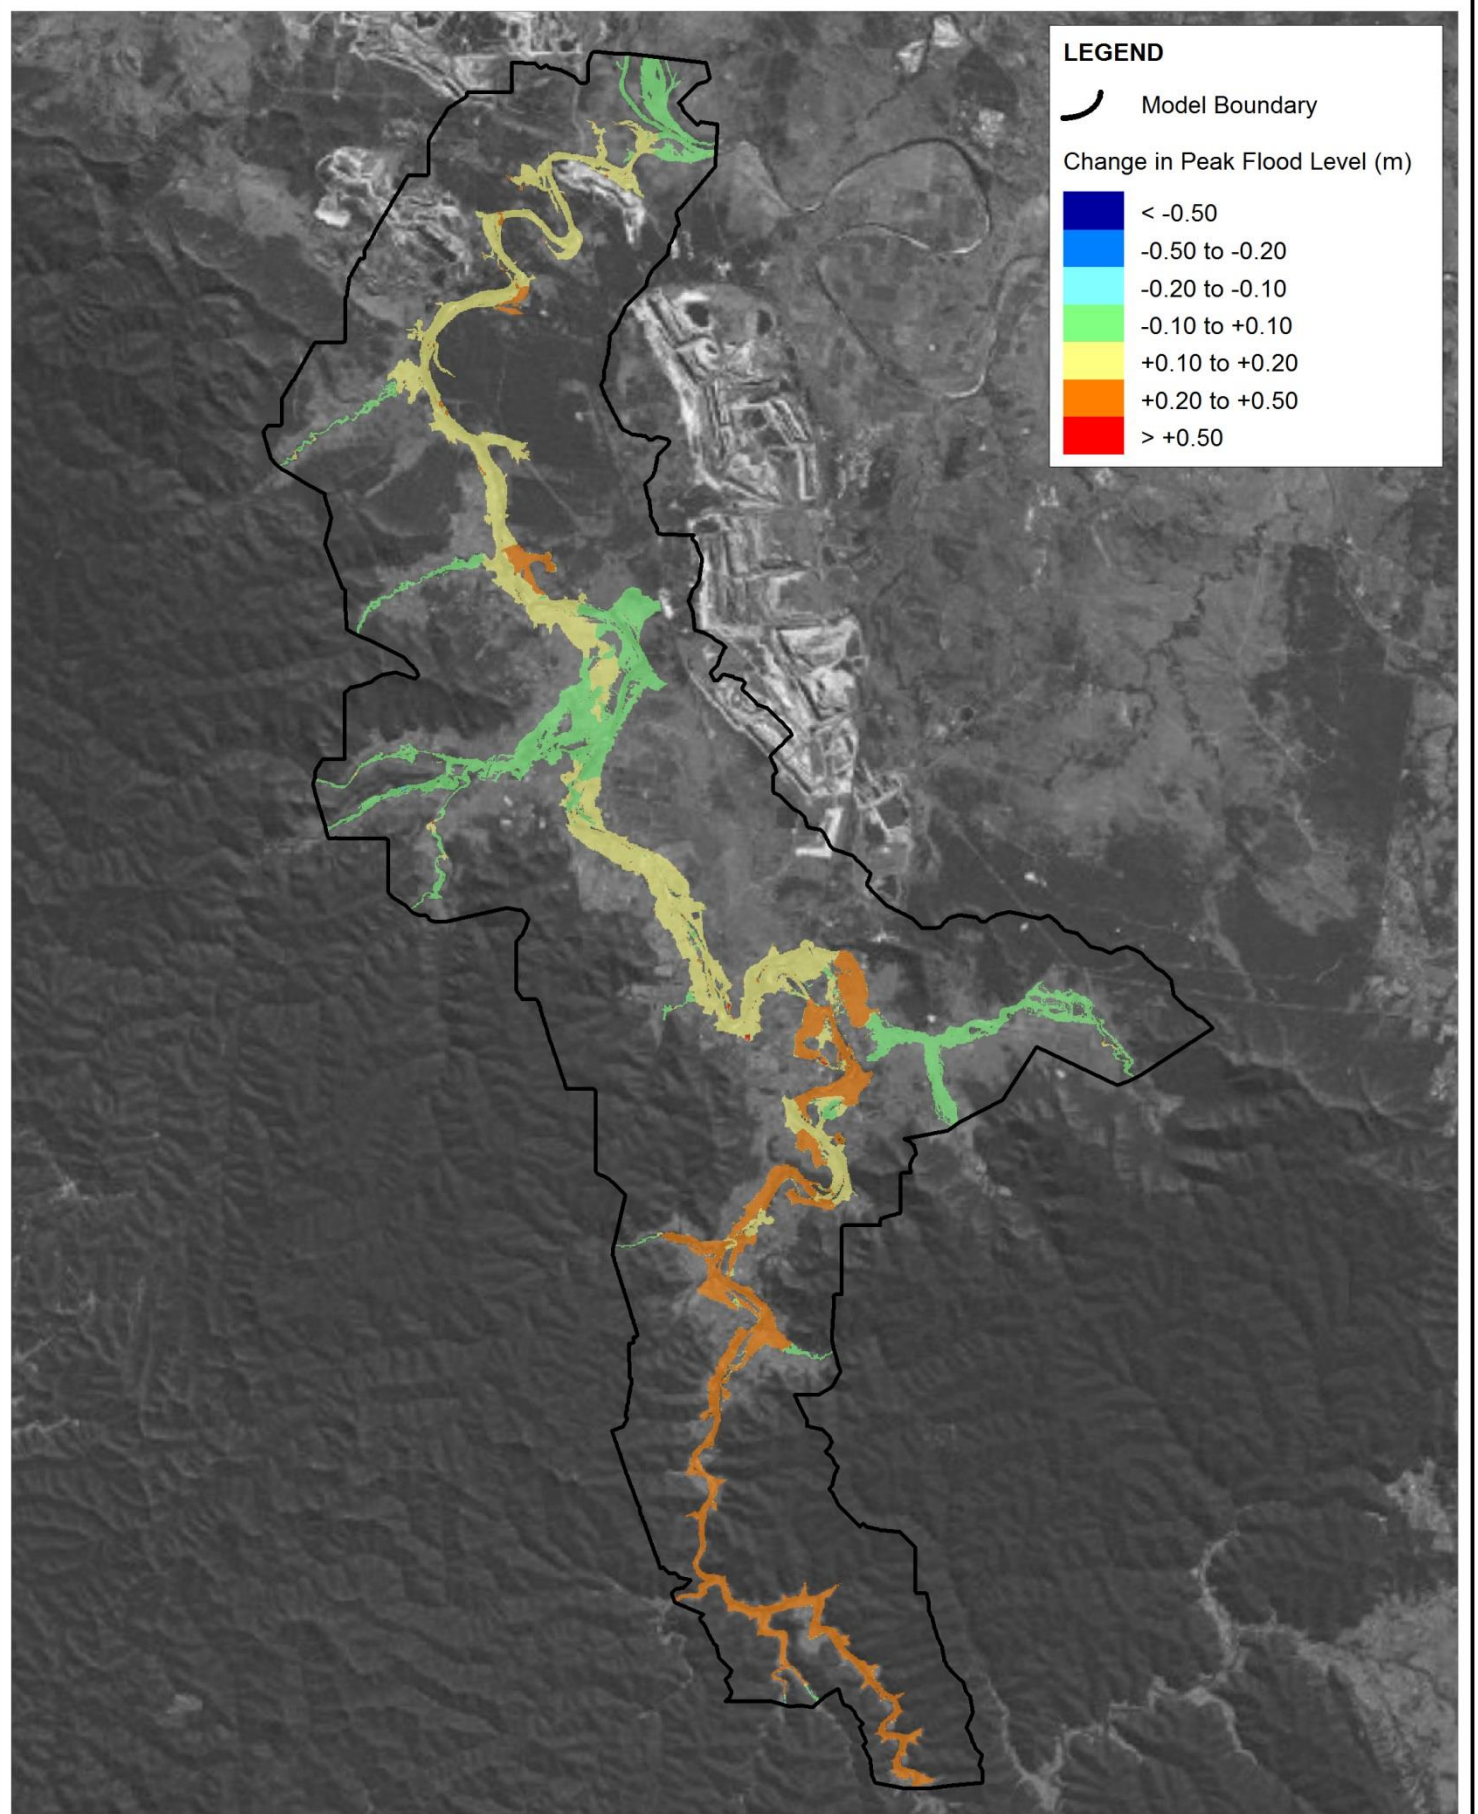 LEGEND
Model Boundary
Change in Peak Flood Level (m)
< -0.50
-0.50 to -0.20
-0.20 to -0.10
-0.10 to +0.10
+0.10 to +0.20
+0.20 to +0.50
> +0.50